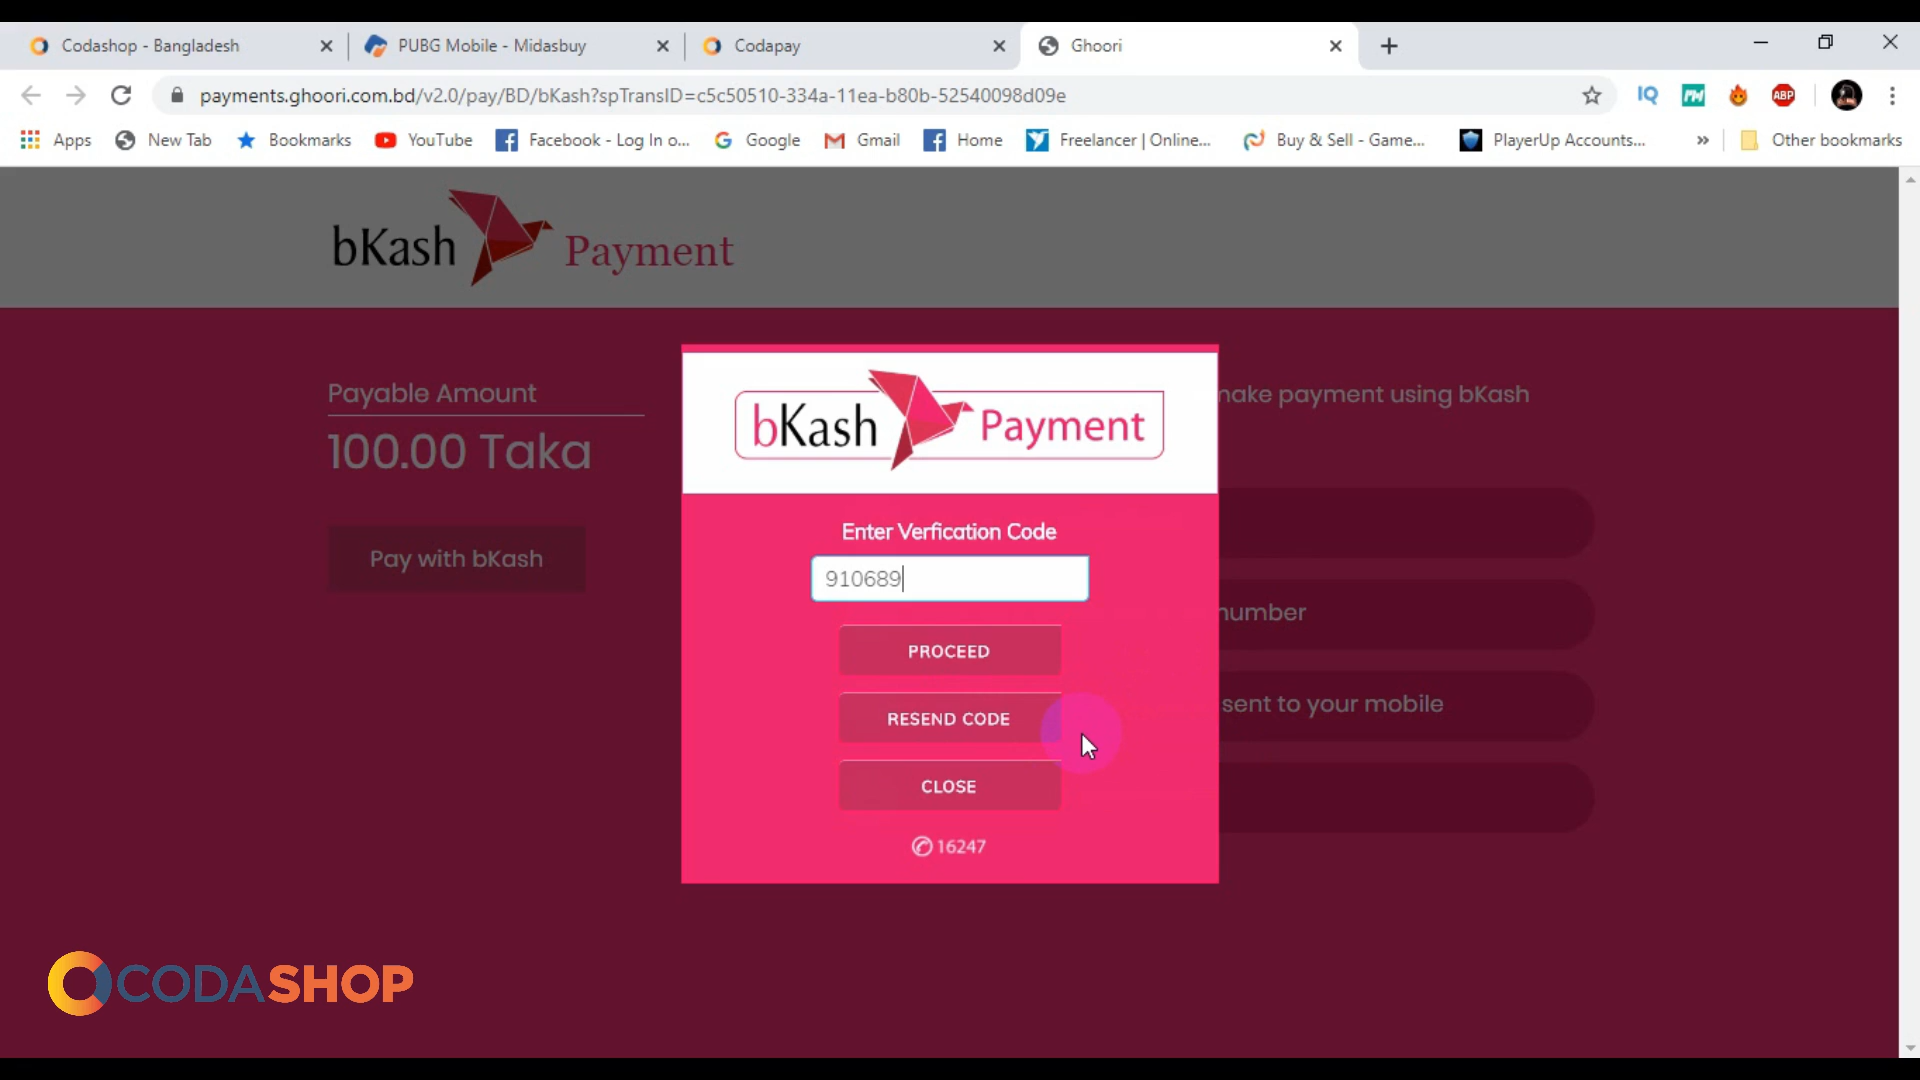 Codashop - Bangladesh
PUBG Mobile - Midasbuy
Codapay
Ghoori
payments.ghoori.com.bd/v2.0/pay/BD/bKash?spTransID=c5c50510-334a-11ea-b80b-52540098d09e
IQ
ABP
Apps
New Tab
Bookmarks
YouTube
Facebook - Log In o...
Google
Gmail
Home
Freelancer | Online...
Buy & Sell - Game...
PlayerUp Accounts...
»
Other bookmarks
bKash Payment
Payable Amount
100.00 Taka
Pay with bKash
make payment using bKash
number
sent to your mobile
bKash Payment
Enter Verfication Code
910689
PROCEED
RESEND CODE
CLOSE
16247
CODASHOP